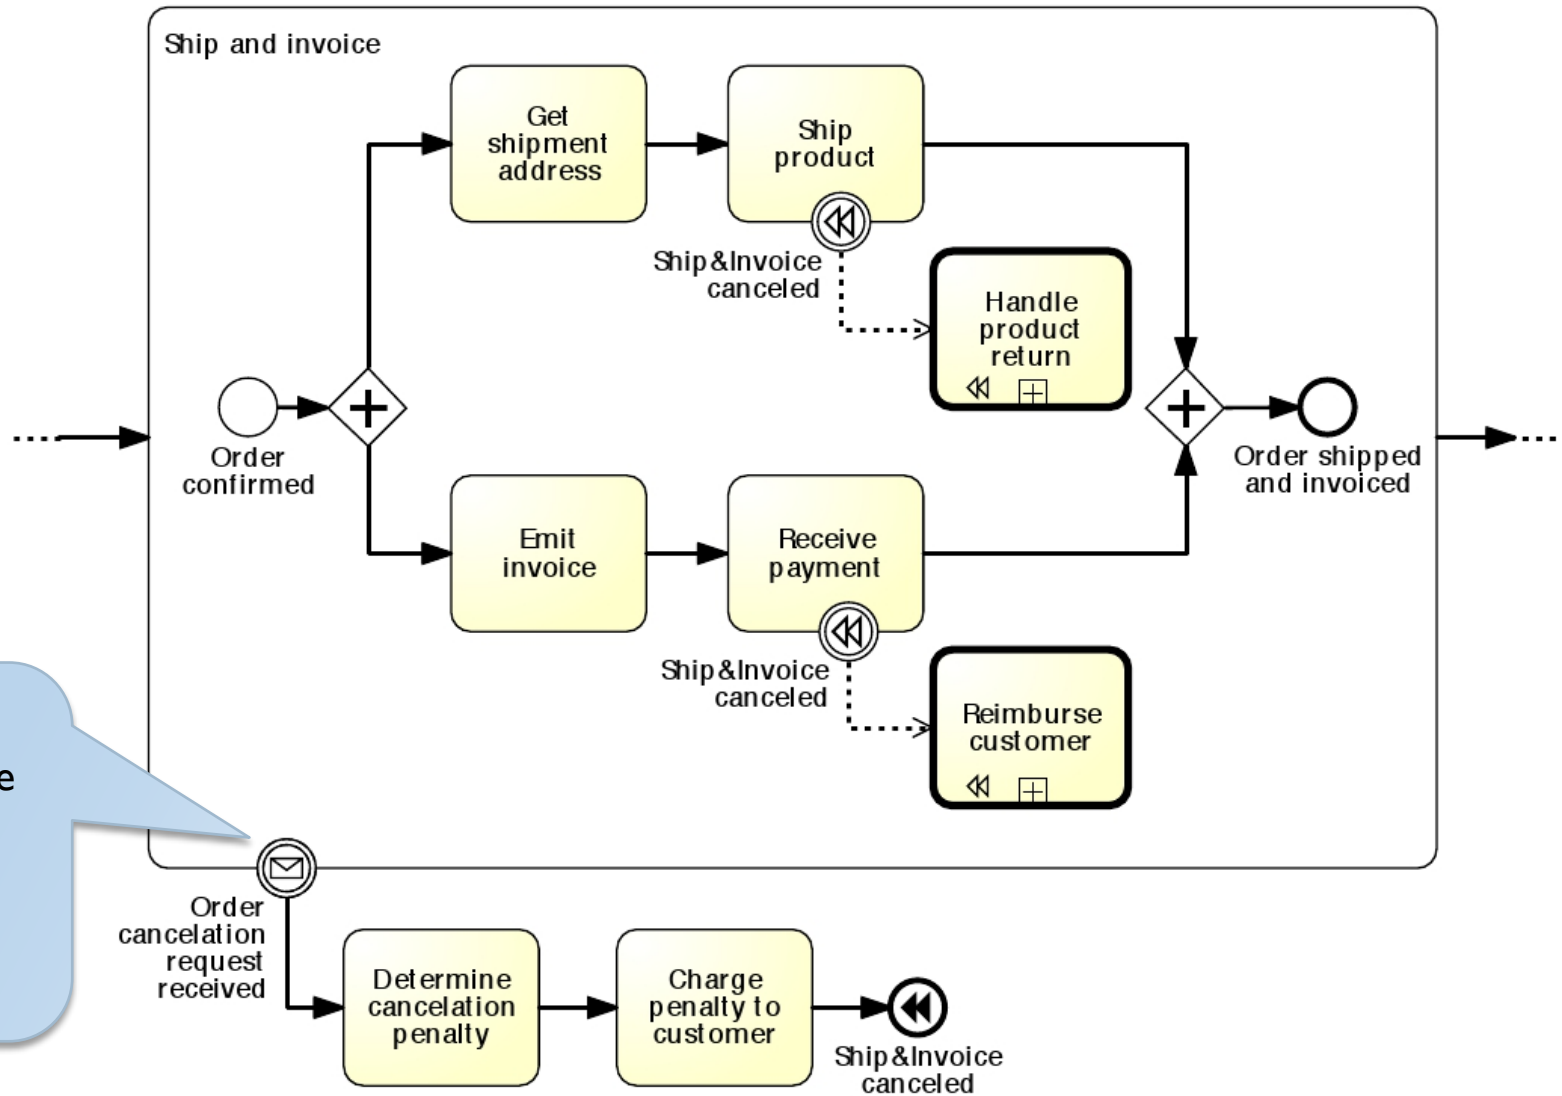 Ship and invoice
Get
shipment
address
Ship
product
Ship&Invoice
canceled
Handle
product
return
Order
confirmed
Order shipped
and invoiced
Emit
invoice
Receive
payment
Ship&Invoice
canceled
Reimburse
customer
e
Order
cancelation
request
received
Determine
cancelation
penalty
Charge
penalty to
customer
Ship&Invoice
canceled